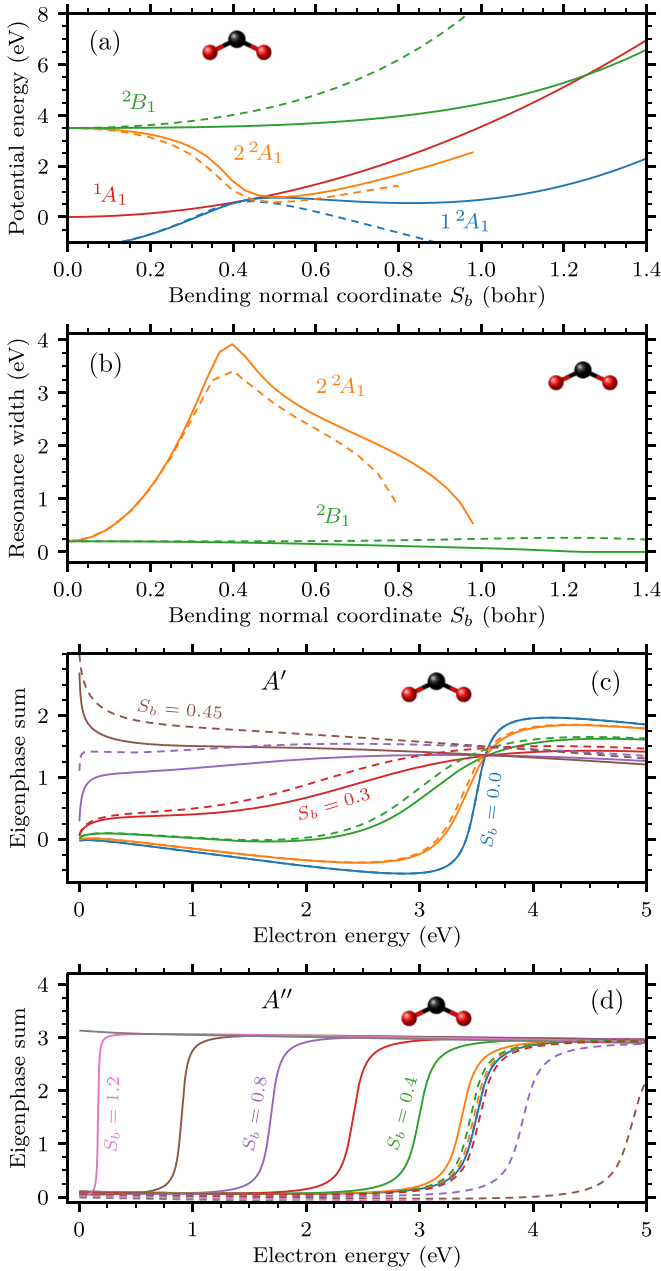 8
6
4
2
0
Potential energy (eV)
(a)
²B₁
2 ²A₁
¹A₁
1 ²A₁
0.0 0.2 0.4 0.6 0.8 1.0 1.2 1.4
Bending normal coordinate S_b (bohr)
4
3
2
1
0
Resonance width (eV)
(b)
2 ²A₁
²B₁
0.0 0.2 0.4 0.6 0.8 1.0 1.2 1.4
Bending normal coordinate S_b (bohr)
2
1
0
Eigenphase sum
A′
(c)
S_b = 0.45
S_b = 0.3
S_b = 0.0
0 1 2 3 4 5
Electron energy (eV)
4
3
2
1
0
Eigenphase sum
A″
(d)
S_b = 1.2
S_b = 0.8
S_b = 0.4
0 1 2 3 4 5
Electron energy (eV)